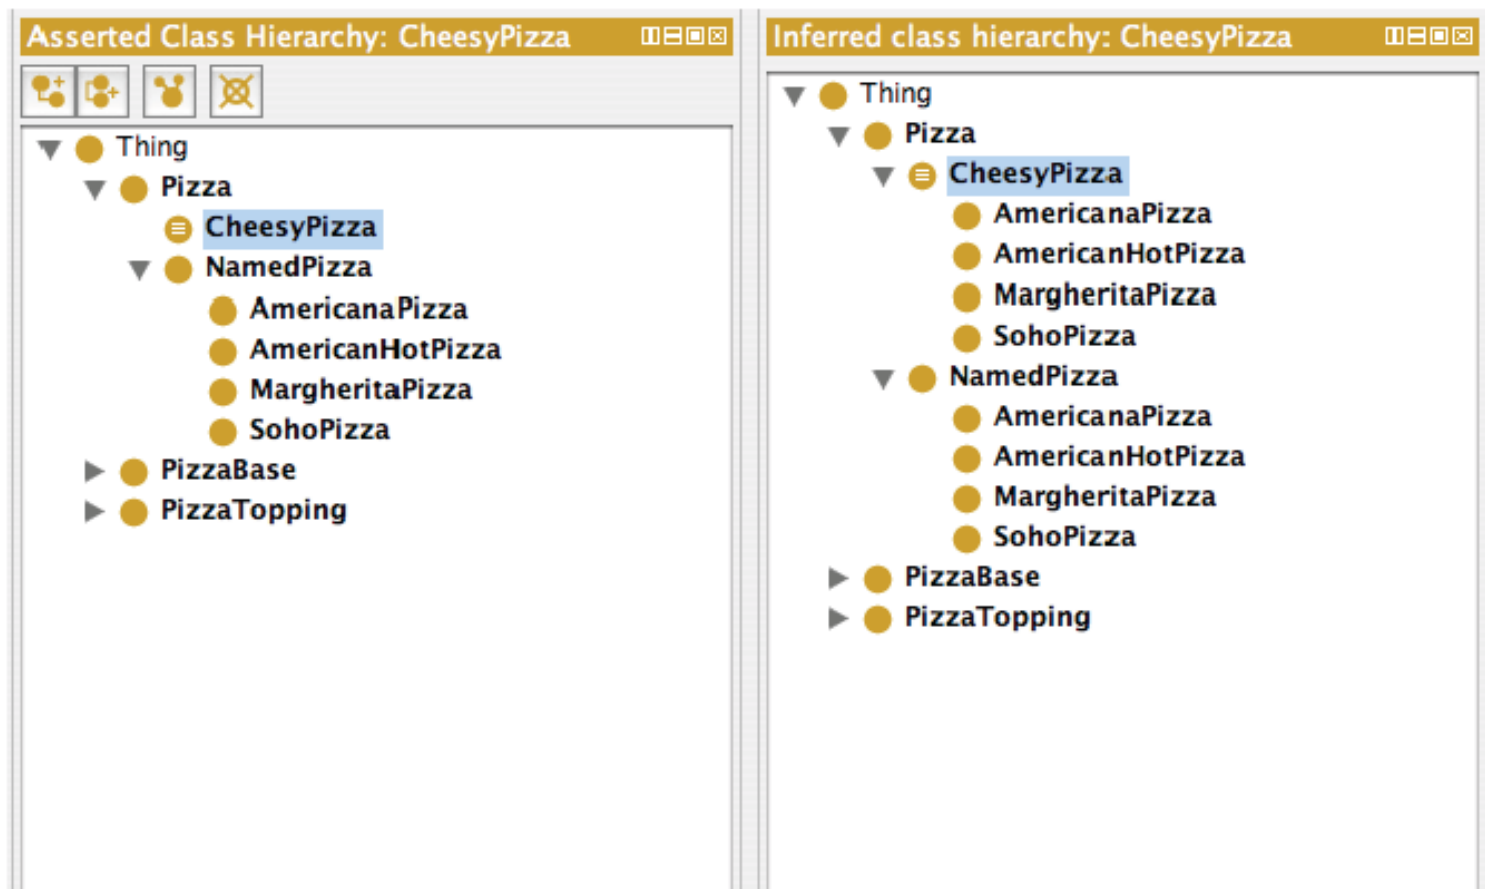 Asserted Class Hierarchy: CheesyPizza
Thing
Pizza
CheesyPizza
NamedPizza
AmericanaPizza
AmericanHotPizza
MargheritaPizza
SohoPizza
PizzaBase
PizzaTopping
Inferred class hierarchy: CheesyPizza
Thing
Pizza
CheesyPizza
AmericanaPizza
AmericanHotPizza
MargheritaPizza
SohoPizza
NamedPizza
AmericanaPizza
AmericanHotPizza
MargheritaPizza
SohoPizza
PizzaBase
PizzaTopping